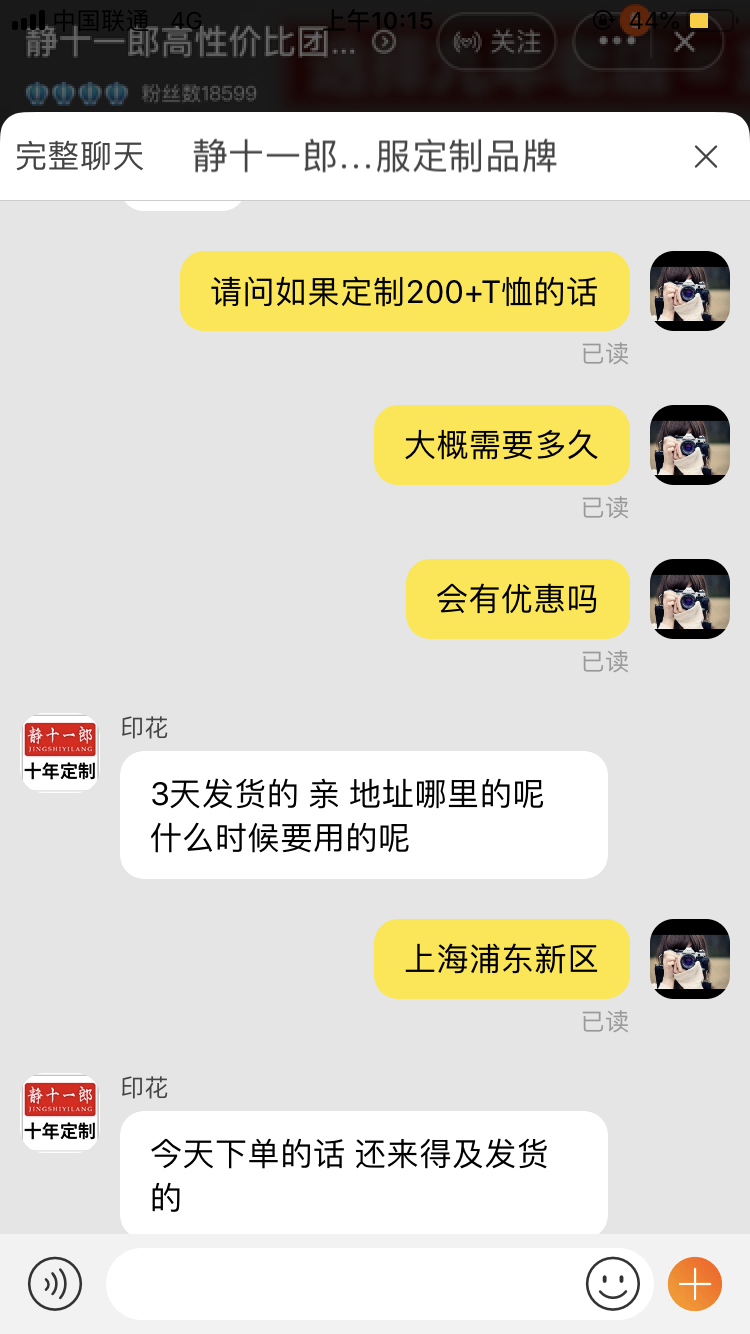 中国联通 4G 上午10:15 44%
静十一郎高性价比团... 关注
粉丝数18599
完整聊天 静十一郎...服定制品牌
请问如果定制200+T恤的话
已读
大概需要多久
已读
会有优惠吗
已读
印花
静十一郎
JINGSHIYILANG
十年定制
3天发货的 亲 地址哪里的呢
什么时候要用的呢
上海浦东新区
已读
印花
静十一郎
JINGSHIYILANG
十年定制
今天下单的话 还来得及发货
的